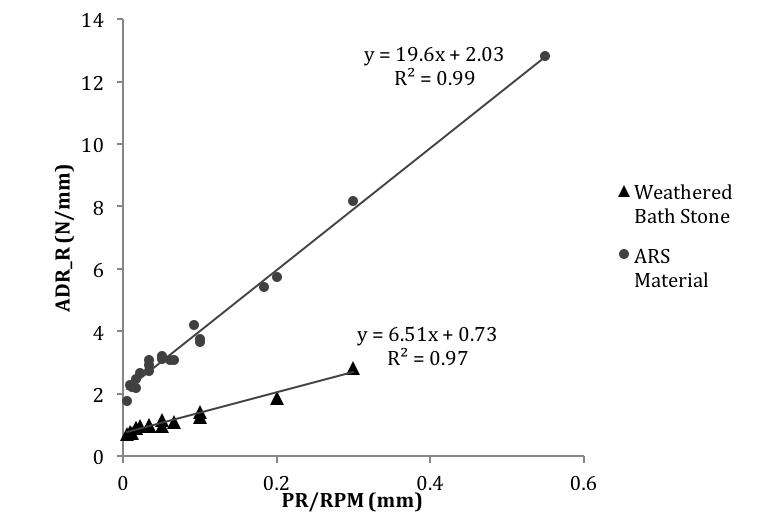 14
12
10
8
6
4
2
0
0
0.2
0.4
0.6
ADR_R (N/mm)
PR/RPM (mm)
y = 19.6x + 2.03
R² = 0.99
y = 6.51x + 0.73
R² = 0.97
Weathered
Bath Stone
ARS
Material